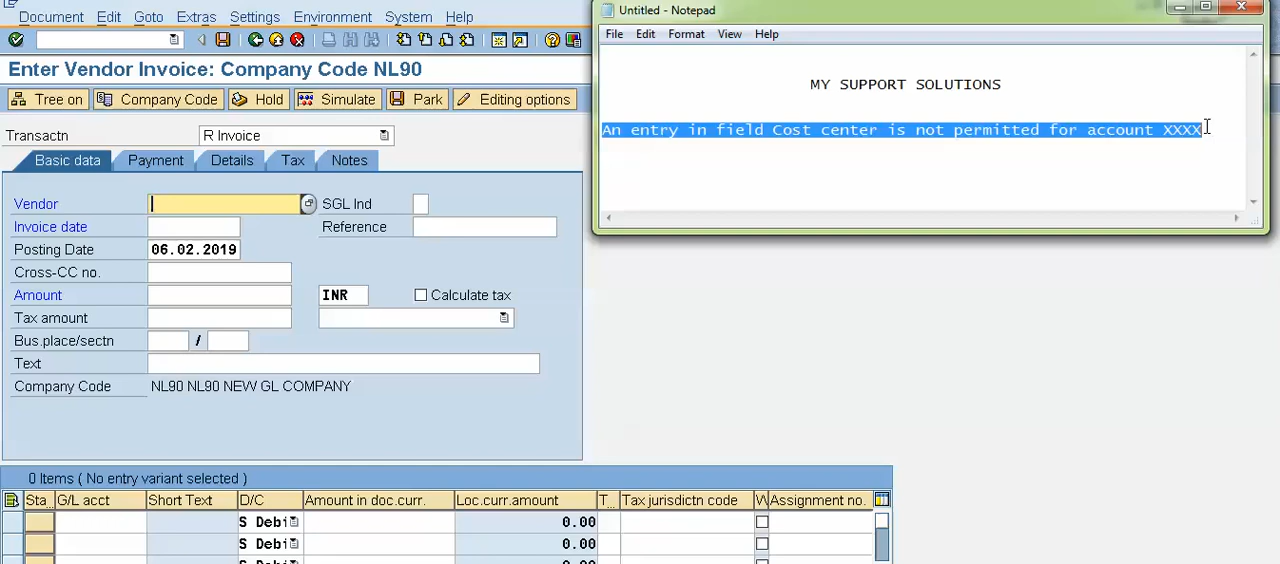 Document Edit Goto Extras Settings Environment System Help
Enter Vendor Invoice: Company Code NL90
Tree on Company Code Hold Simulate Park Editing options
Transactn R Invoice
Basic data Payment Details Tax Notes
Vendor SGL Ind
Invoice date Reference
Posting Date 06.02.2019
Cross-CC no.
Amount INR Calculate tax
Tax amount
Bus.place/sectn /
Text
Company Code NL90 NL90 NEW GL COMPANY
0 Items ( No entry variant selected )
Sta... G/L acct Short Text D/C Amount in doc.curr. Loc.curr.amount T... Tax jurisdictn code W Assignment no.
S Debi 0.00
S Debi 0.00
Untitled - Notepad
File Edit Format View Help
MY SUPPORT SOLUTIONS
An entry in field Cost center is not permitted for account XXXX